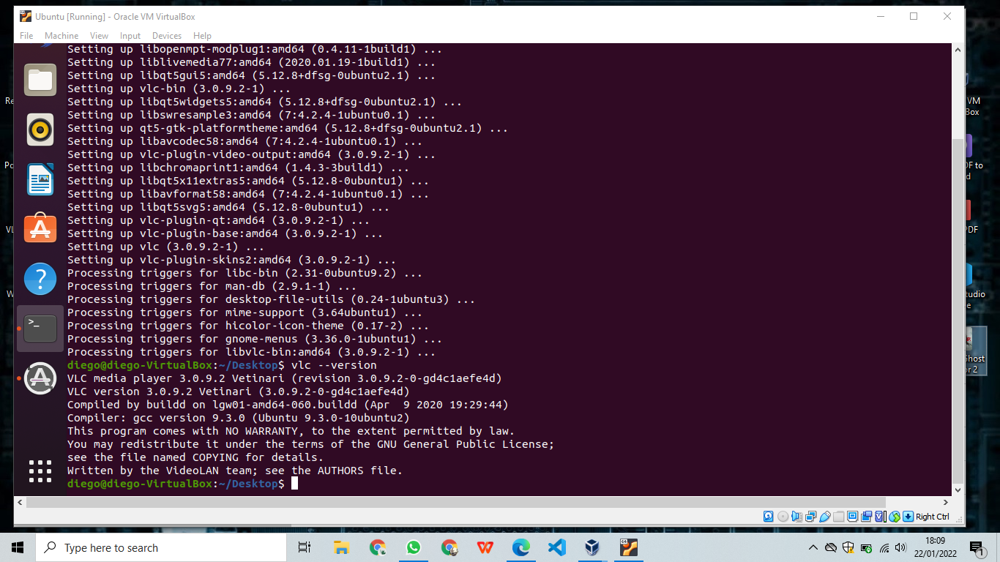 Ubuntu [Running] - Oracle VM VirtualBox
File Machine View Input Devices Help
Setting up libopenmpt-modplug1:amd64 (0.4.11-1build1) ...
Setting up liblivemedia77:amd64 (2020.01.19-1build1) ...
Setting up libqt5gui5:amd64 (5.12.8+dfsg-0ubuntu2.1) ...
Setting up vlc-bin (3.0.9.2-1) ...
Setting up libqt5widgets5:amd64 (5.12.8+dfsg-0ubuntu2.1) ...
Setting up libswresample3:amd64 (7:4.2.4-1ubuntu0.1) ...
Setting up qt5-gtk-platformtheme:amd64 (5.12.8+dfsg-0ubuntu2.1) ...
Setting up libavcodec58:amd64 (7:4.2.4-1ubuntu0.1) ...
Setting up vlc-plugin-video-output:amd64 (3.0.9.2-1) ...
Setting up libchromaprint1:amd64 (1.4.3-3build1) ...
Setting up libqt5x11extras5:amd64 (5.12.8-0ubuntu1) ...
Setting up libavformat58:amd64 (7:4.2.4-1ubuntu0.1) ...
Setting up libqt5svg5:amd64 (5.12.8-0ubuntu1) ...
Setting up vlc-plugin-qt:amd64 (3.0.9.2-1) ...
Setting up vlc-plugin-base:amd64 (3.0.9.2-1) ...
Setting up vlc (3.0.9.2-1) ...
Setting up vlc-plugin-skins2:amd64 (3.0.9.2-1) ...
Processing triggers for libc-bin (2.31-0ubuntu9.2) ...
Processing triggers for man-db (2.9.1-1) ...
Processing triggers for desktop-file-utils (0.24-1ubuntu3) ...
Processing triggers for mime-support (3.64ubuntu1) ...
Processing triggers for hicolor-icon-theme (0.17-2) ...
Processing triggers for gnome-menus (3.36.0-1ubuntu1) ...
Processing triggers for libvlc-bin:amd64 (3.0.9.2-1) ...
diego@diego-VirtualBox:~/Desktop$ vlc --version
VLC media player 3.0.9.2 Vetinari (revision 3.0.9.2-0-gd4c1aefe4d)
VLC version 3.0.9.2 Vetinari (3.0.9.2-0-gd4c1aefe4d)
Compiled by buildd on lgw01-amd64-060.buildd (Apr  9 2020 19:29:44)
Compiler: gcc version 9.3.0 (Ubuntu 9.3.0-10ubuntu2)
This program comes with NO WARRANTY, to the extent permitted by law.
You may redistribute it under the terms of the GNU General Public License;
see the file named COPYING for details.
Written by the VideoLAN team; see the AUTHORS file.
diego@diego-VirtualBox:~/Desktop$
Right Ctrl
VM
Box
DF to
PDF
tudio
Ghost
or 2
Type here to search
18:09
22/01/2022
1